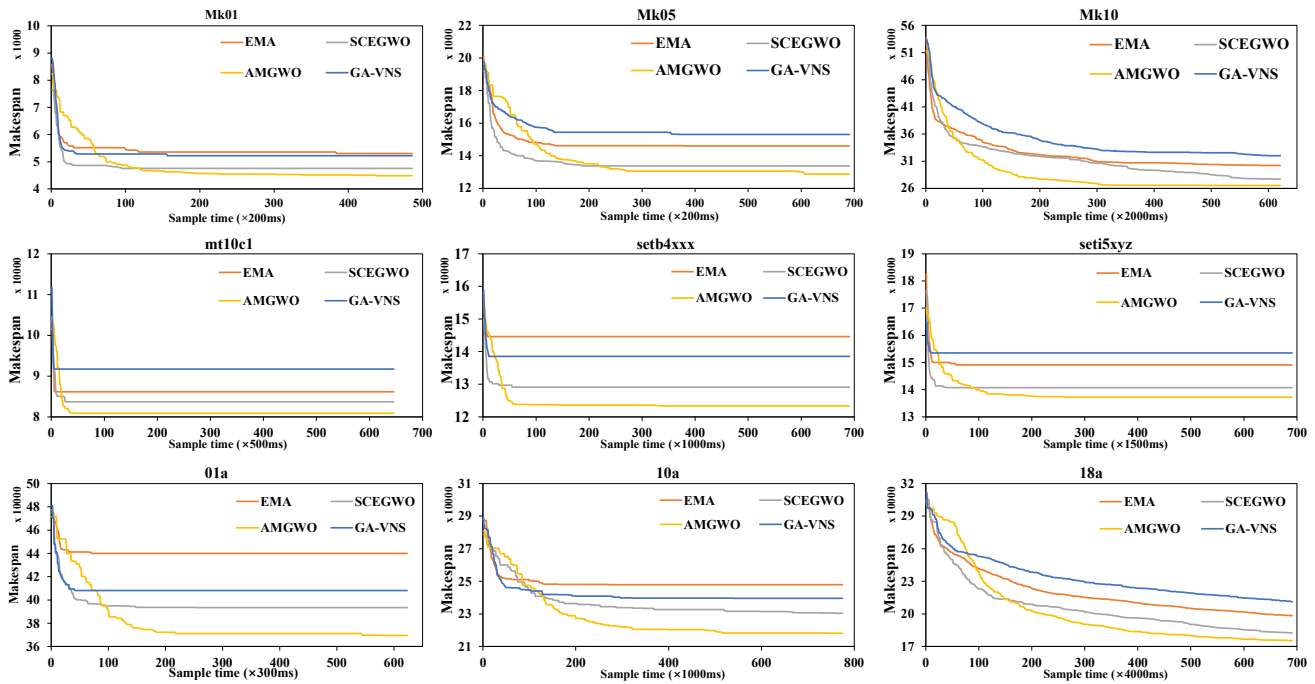 Mk01
x 1000
Makespan
10
9
8
7
6
5
4
EMA
SCEGWO
AMGWO
GA-VNS
0 100 200 300 400 500
Sample time (×200ms)
Mk05
x 1000
Makespan
22
20
18
16
14
12
EMA
SCEGWO
AMGWO
GA-VNS
0 100 200 300 400 500 600 700
Sample time (×200ms)
Mk10
x 1000
Makespan
56
51
46
41
36
31
26
EMA
SCEGWO
AMGWO
GA-VNS
0 100 200 300 400 500 600
Sample time (×2000ms)
mt10c1
x 10000
Makespan
12
11
10
9
8
EMA
SCEGWO
AMGWO
GA-VNS
0 100 200 300 400 500 600 700
Sample time (×500ms)
setb4xxx
x 10000
Makespan
17
16
15
14
13
12
EMA
SCEGWO
AMGWO
GA-VNS
0 100 200 300 400 500 600 700
Sample time (×1000ms)
seti5xyz
x 10000
Makespan
19
18
17
16
15
14
13
EMA
SCEGWO
AMGWO
GA-VNS
0 100 200 300 400 500 600 700
Sample time (×1500ms)
01a
x 10000
Makespan
50
48
46
44
42
40
38
36
EMA
SCEGWO
AMGWO
GA-VNS
0 100 200 300 400 500 600 700
Sample time (×300ms)
10a
x 10000
Makespan
31
29
27
25
23
21
EMA
SCEGWO
AMGWO
GA-VNS
0 200 400 600 800
Sample time (×1000ms)
18a
x 10000
Makespan
32
29
26
23
20
17
EMA
SCEGWO
AMGWO
GA-VNS
0 100 200 300 400 500 600 700
Sample time (×4000ms)